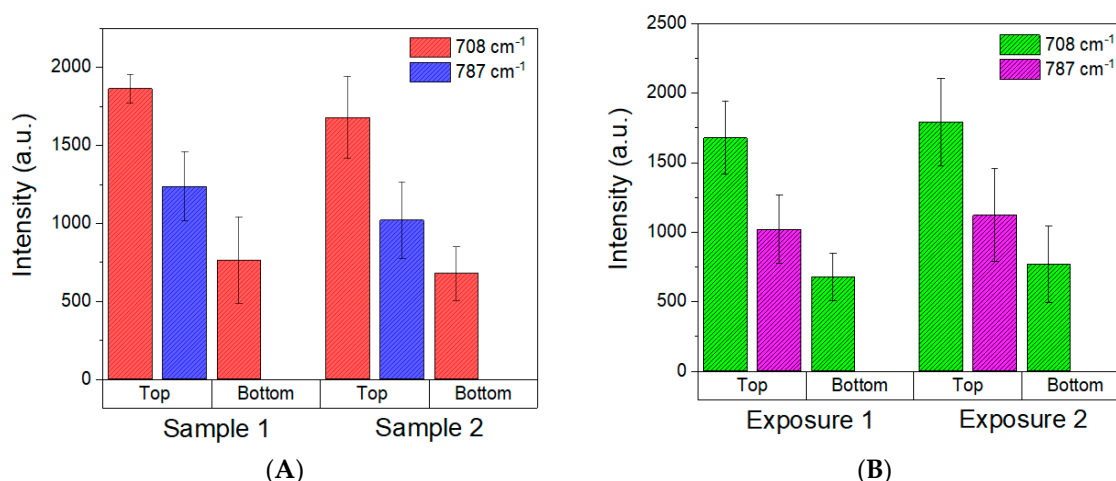 708 cm-1
787 cm-1
Intensity (a.u.)
2000
1500
1000
500
0
Top
Bottom
Top
Bottom
Sample 1
Sample 2
(A)
708 cm-1
787 cm-1
Intensity (a.u.)
2500
2000
1500
1000
500
0
Top
Bottom
Top
Bottom
Exposure 1
Exposure 2
(B)